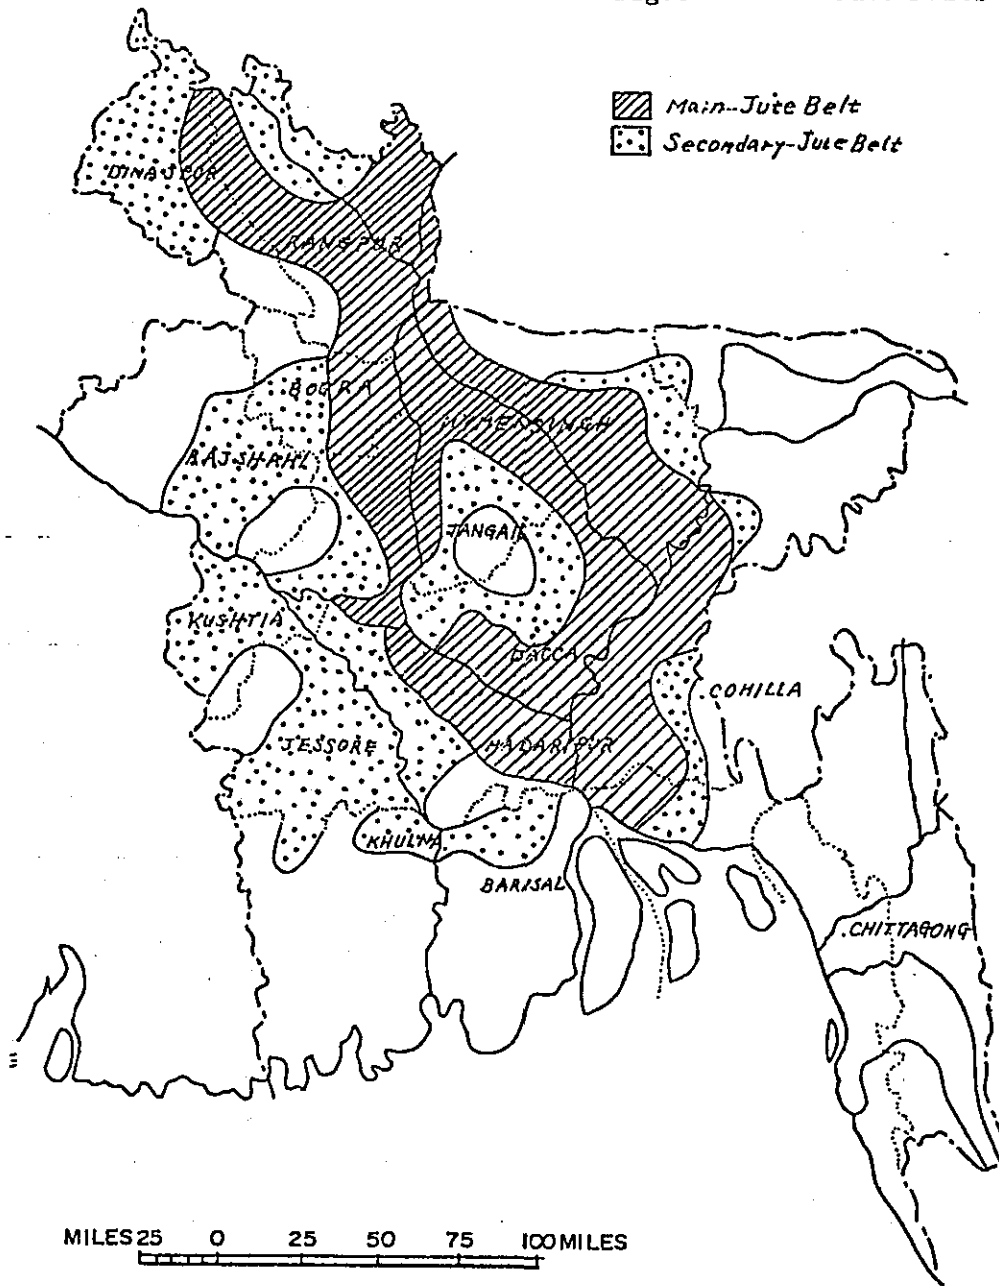 Main-Jute Belt
Secondary-Jute Belt
DINAJPUR
RANGPUR
BOGRA
MYMENSINGH
RAJSHAHI
TANGAIL
KUSHTIA
DACCA
COMILLA
JESSORE
MADARIPUR
KHULNA
BARISAL
CHITTAGONG
MILES 25 0 25 50 75 100 MILES